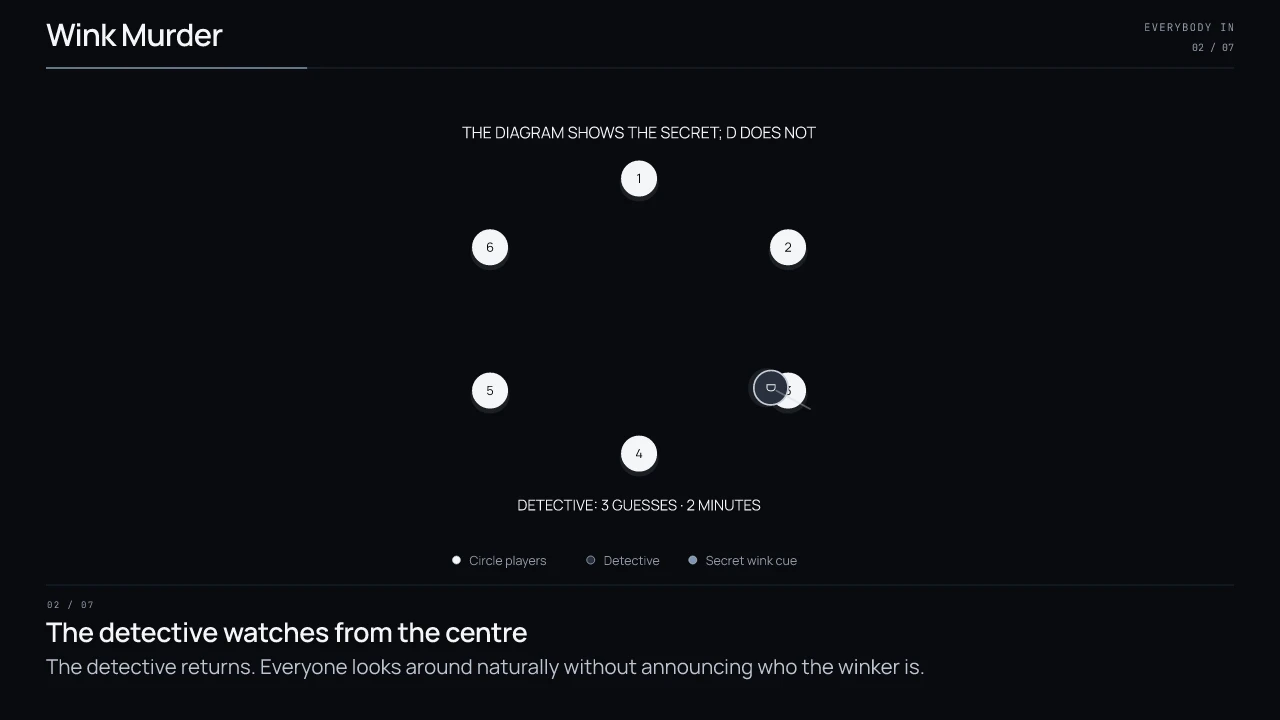 Wink Murder
EVERYBODY IN
02 / 07
THE DIAGRAM SHOWS THE SECRET; D DOES NOT
1
6
2
5
D
3
4
DETECTIVE: 3 GUESSES · 2 MINUTES
Circle players
Detective
Secret wink cue
02 / 07
The detective watches from the centre
The detective returns. Everyone looks around naturally without announcing who the winker is.